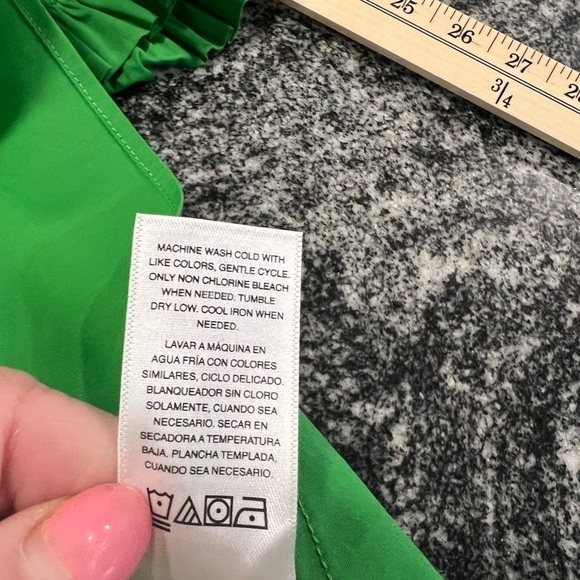 25 26 27
3/4
MACHINE WASH COLD WITH
LIKE COLORS, GENTLE CYCLE.
ONLY NON CHLORINE BLEACH
WHEN NEEDED. TUMBLE
DRY LOW. COOL IRON WHEN
NEEDED.
LAVAR A MÁQUINA EN
AGUA FRÍA CON COLORES
SIMILARES, CICLO DELICADO.
BLANQUEADOR SIN CLORO
SOLAMENTE, CUANDO SEA
NECESARIO. SECAR EN
SECADORA A TEMPERATURA
BAJA. PLANCHA TEMPLADA,
CUANDO SEA NECESARIO.